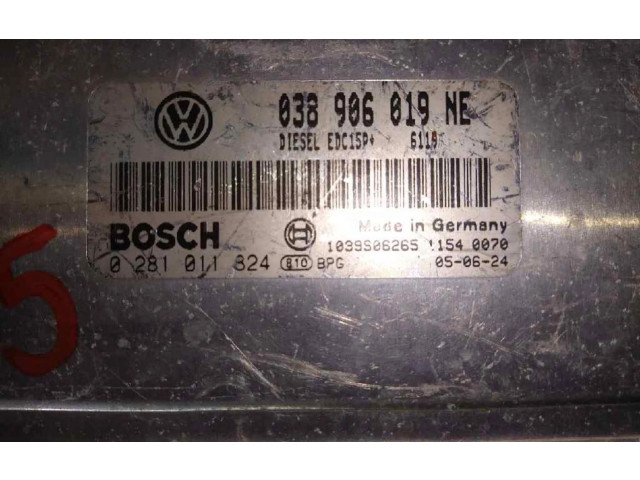 038 906 019 NE
DIESEL EDC15P+ 6118
BOSCH
Made in Germany
1039S06265 1154 0070
0 281 011 824 810 BPG 05-06-24
5